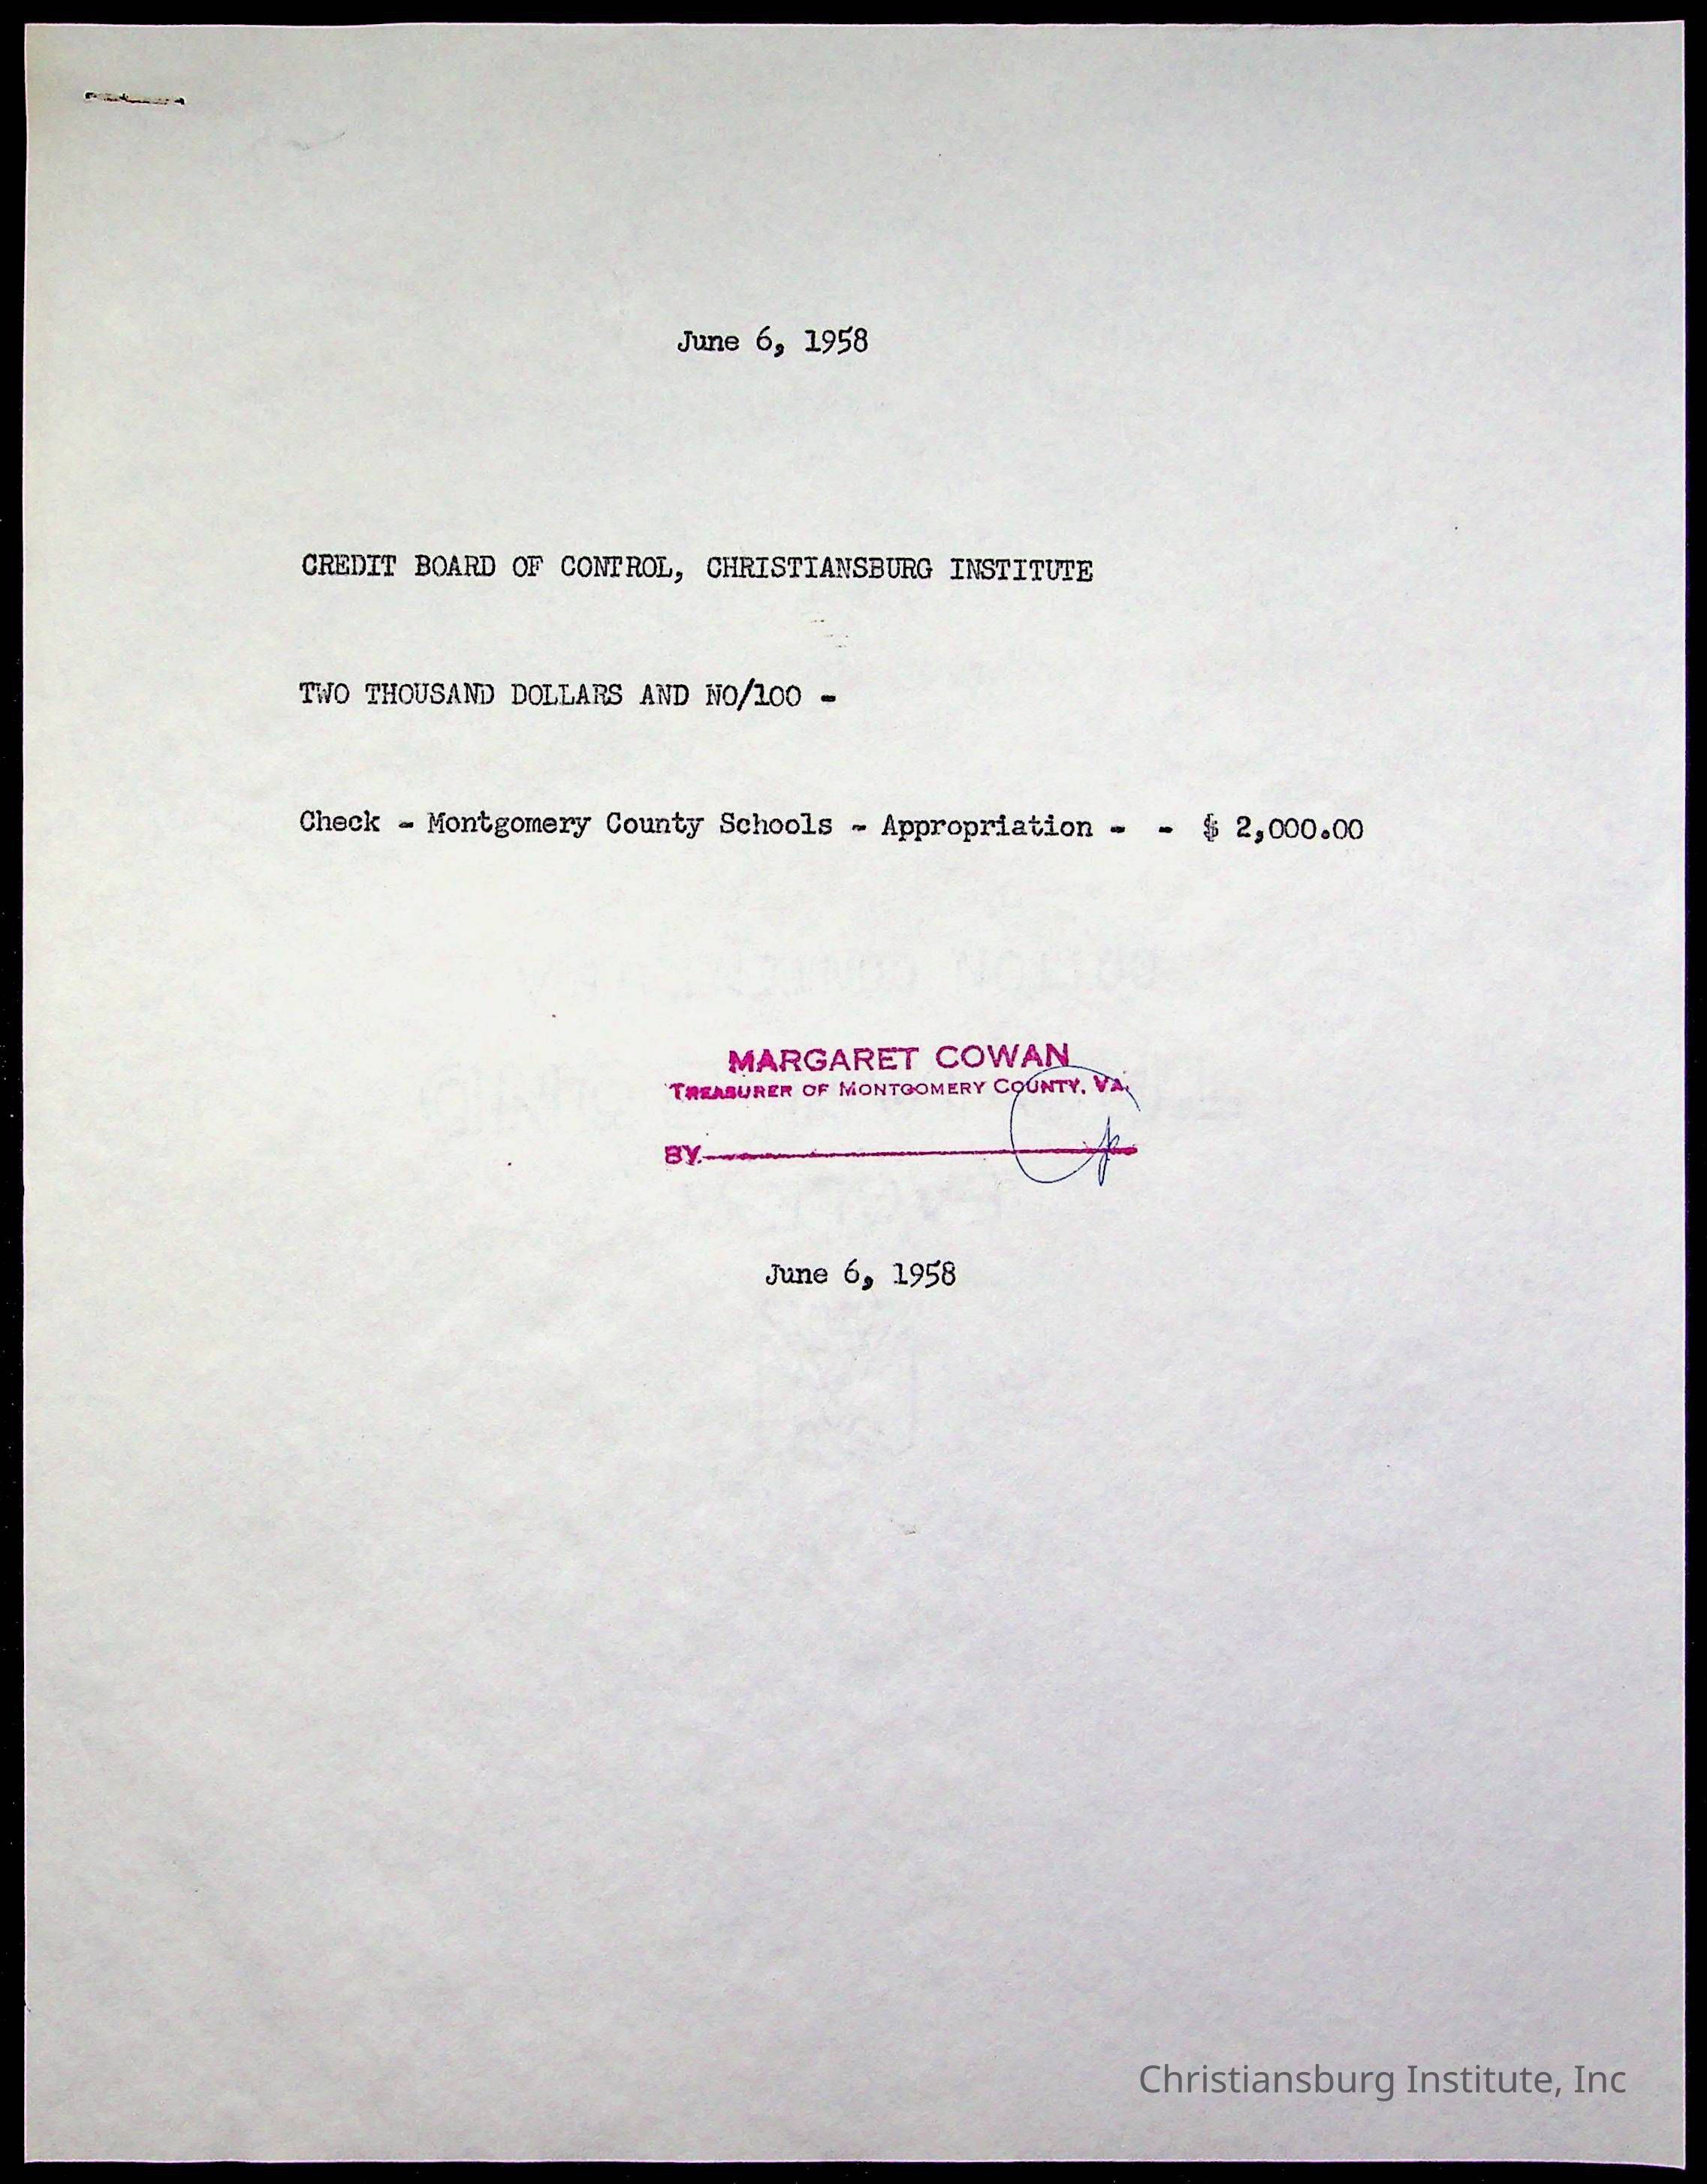 June 6, 1958
CREDIT BOARD OF CONTROL, CHRISTIANSBURG INSTITUTE
TWO THOUSAND DOLLARS AND NO/100 -
Check - Montgomery County Schools - Appropriation - - $ 2,000.00
MARGARET COWAN
TREASURER OF MONTGOMERY COUNTY, VA.
BY
June 6, 1958
Christiansburg Institute, Inc